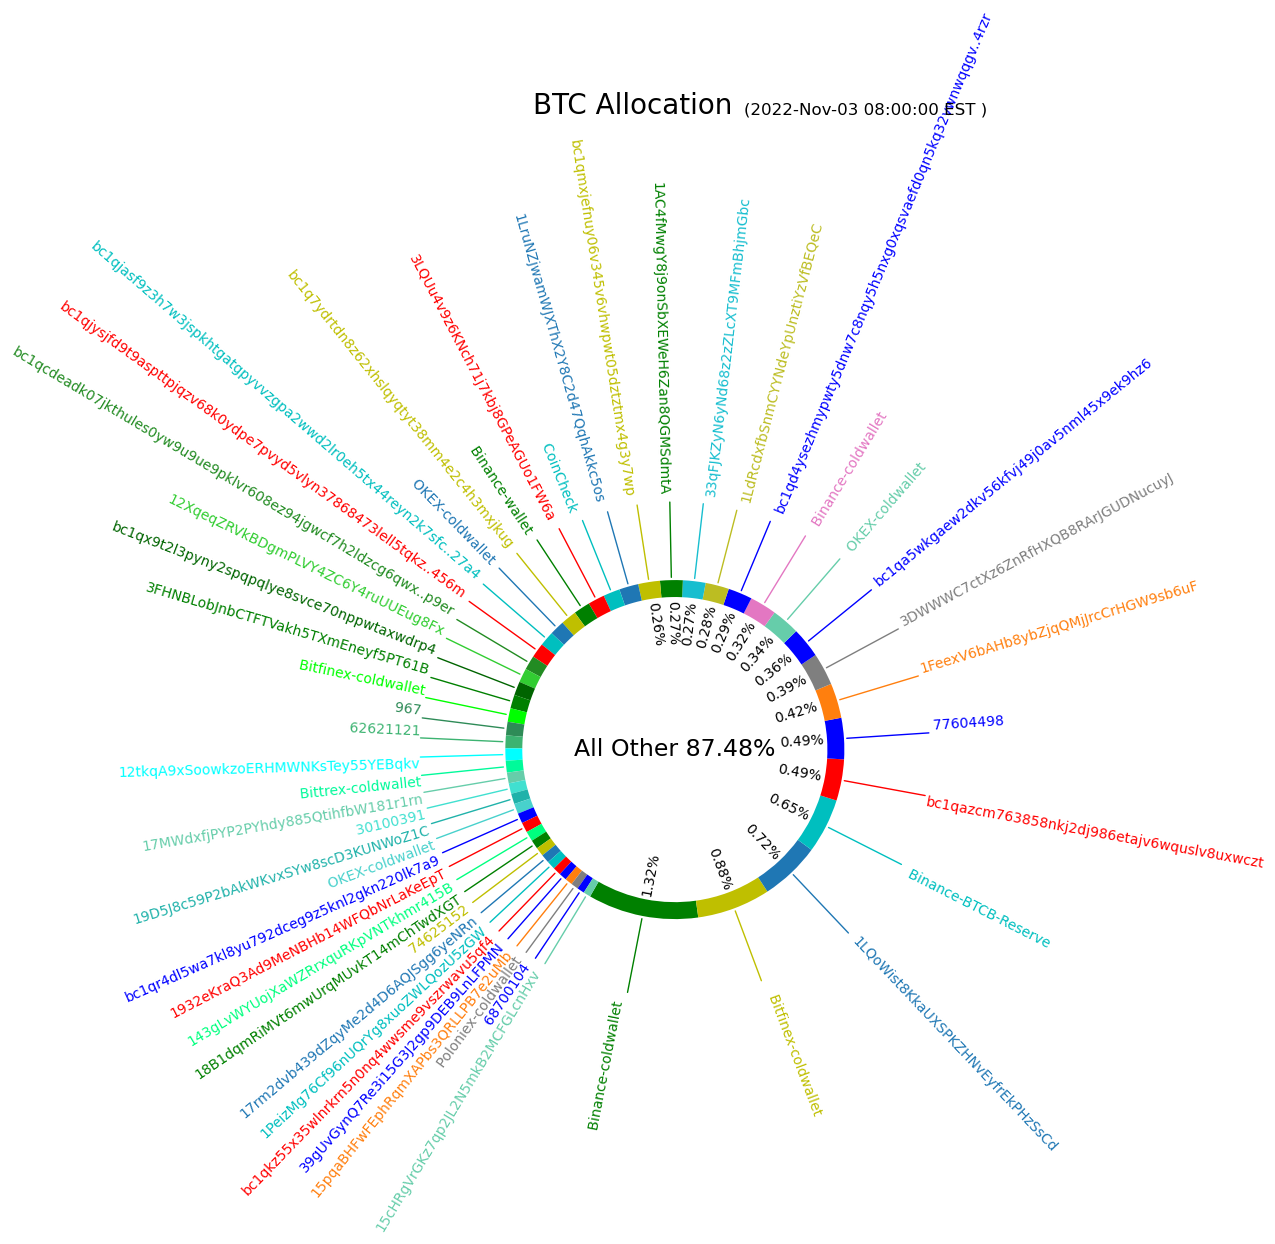 BTC Allocation (2022-Nov-03 08:00:00 EST )
77604498
1FeexV6bAHb8ybZjqQMjJrcCrHGW9sb6uF
3DWWWC7ctXz6ZnRfHXQB8RArJGUDNucuyJ
bc1qa5wkgaew2dkv56kfvj49j0av5nml45x9ek9hz6
OKEX-coldwallet
Binance-coldwallet
1LdRcdxfbSnmCYYNdeYpUnztiYzVfBEQeC
33qFJKZyN6yNd68z2zZLcXT9MFmBhjmGbc
1AC4fMwgY8j9onSbXEWeH6Zan8QGMSdmtA
bc1qmxjefnuy06v345v6vhwpwt05dztztmx4g3y7wp
1LruNZjwamWJXThX2Y8C2d47QqhAkkc5os
CoinCheck
3LQUu4v9z6KNch71j7kbj8GPeAGUo1FW6a
Binance-wallet
bc1q7ydrtdn8z62xhslqyqtyt38mm4e2c4h3mxjkug
OKEX-coldwallet
bc1qjasf9z3h7w3jspkhtgatgpyvvzgpa2wwd2lr0eh5tx44reyn2k7sfc..27a4
bc1qjysjfd9t9aspttpjqzv68k0ydpe7pvyd5vlyn37868473lell5tqkz..456m
bc1qcdeadk07jkthules0yw9u9ue9pklvr608ez94jgwcf7h2ldzcg6qwx..p9er
12XqeqZRVkBDgmPLVY4ZC6Y4ruUUEug8Fx
bc1qx9t2l3pyny2spqpqlye8svce70nppwtaxwdrp4
3FHNBLobJnbCTFTVakh5TXmEneyf5PT61B
Bitfinex-coldwallet
967
62621121
12tkqA9xSoowkzoERHMWNKsTey55YEBqkv
Bittrex-coldwallet
17MWdxfjPYP2PYhdy885QtihfbW181r1rn
30100391
19D5J8c59P2bAkWKvxSYw8scD3KUNWoZ1C
OKEX-coldwallet
bc1qr4dl5wa7kl8yu792dceg9z5knl2gkn220lk7a9
1932eKraQ3Ad9MeNBHb14WFQbNrLaKeEpT
143gLvWYUojXaWZRrxquRKpVNTkhmr415B
18B1dqmRiMVt6mwUrqMUvkT14mChTwdXGT
74625152
17rm2dvb439dZqyMe2d4D6AQJSgg6yeNRn
1PeizMg76Cf96nUQrYg8xuoZWLQozU5zGW
bc1qkz55x35wlnrkrn5n0nq4wwsme9vszrwavu5qf4
39gUvGynQ7Re3i15G3J2gp9DEB9LnLFPMN
15pqaBHFwFEphRqmXAPbs3QRLLPB7e2uMb
Poloniex-coldwallet
68700104
15cHRgVrGKz7qp2JL2N5mkB2MCFGLcnHxv
Binance-coldwallet
Bitfinex-coldwallet
1LQoWist8KkaUXSPKZHNvEyfrEkPHzSsCd
Binance-BTCB-Reserve
bc1qazcm763858nkj2dj986etajv6wquslv8uxwczt
0.26%
0.27%
0.27%
0.28%
0.29%
0.32%
0.34%
0.36%
0.39%
0.42%
0.49%
0.49%
0.65%
0.72%
0.88%
1.32%
All Other 87.48%